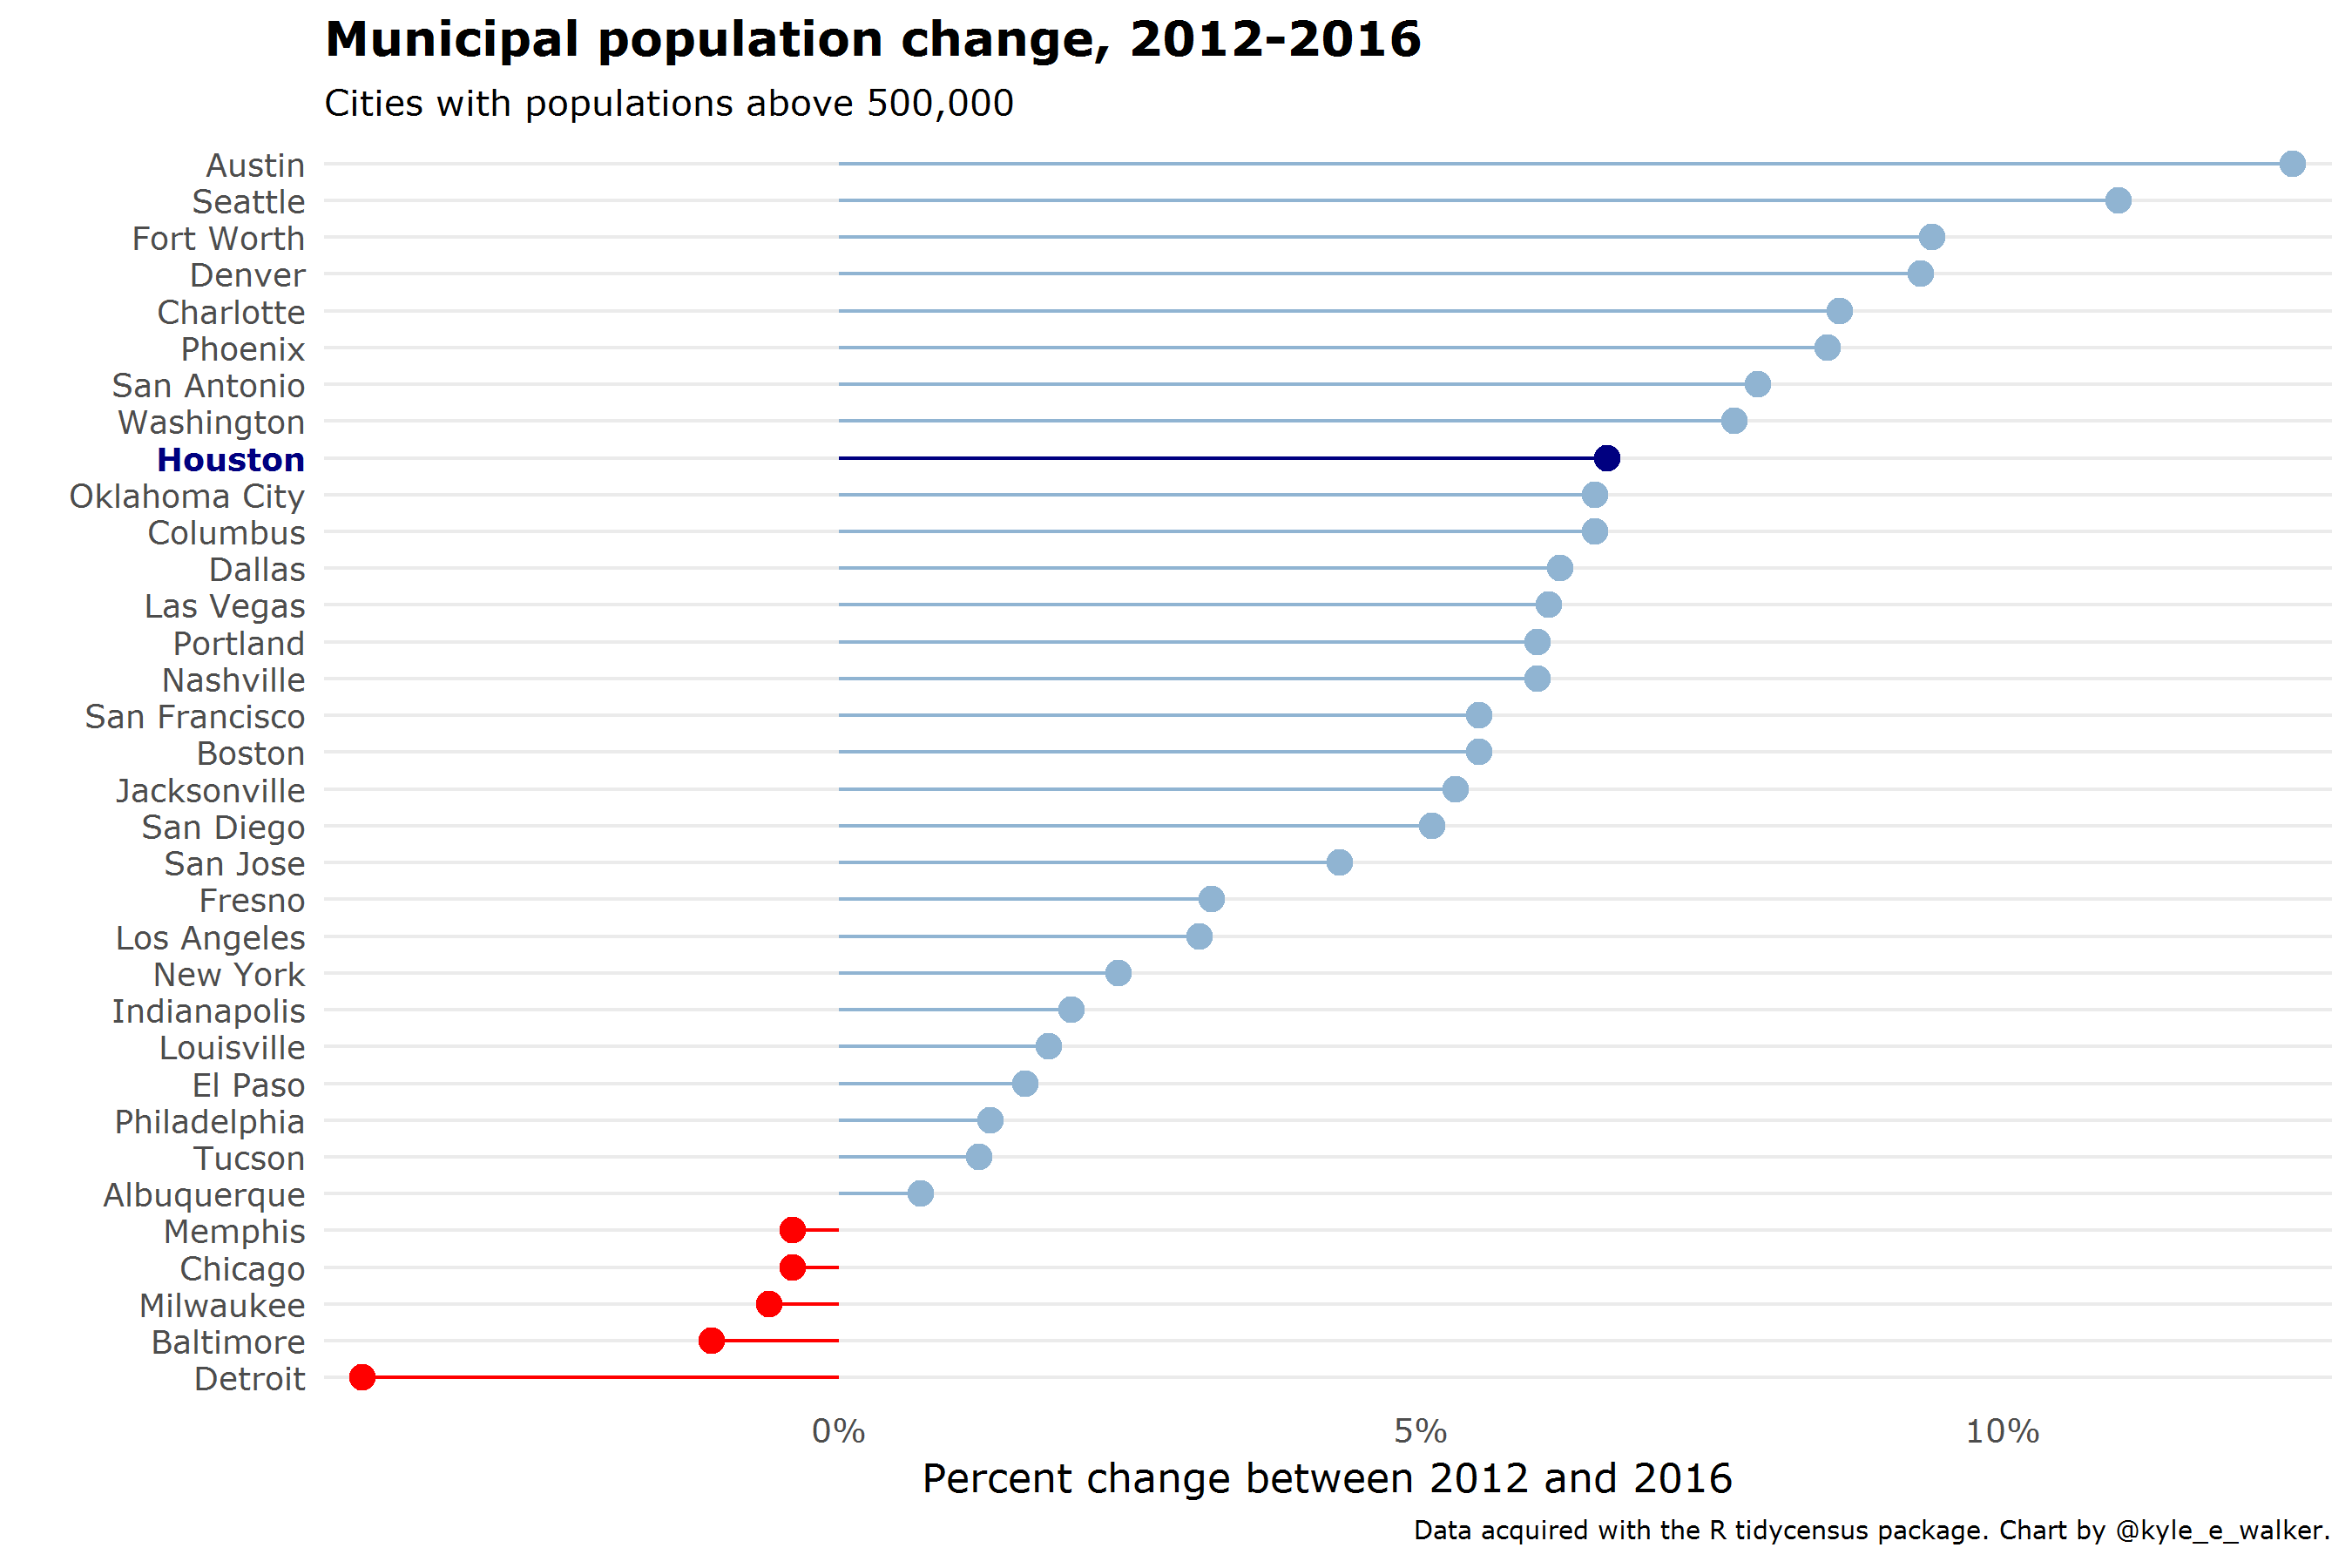 Municipal population change, 2012-2016
Cities with populations above 500,000
Austin
Seattle
Fort Worth
Denver
Charlotte
Phoenix
San Antonio
Washington
Houston
Oklahoma City
Columbus
Dallas
Las Vegas
Portland
Nashville
San Francisco
Boston
Jacksonville
San Diego
San Jose
Fresno
Los Angeles
New York
Indianapolis
Louisville
El Paso
Philadelphia
Tucson
Albuquerque
Memphis
Chicago
Milwaukee
Baltimore
Detroit
0% 5% 10%
Percent change between 2012 and 2016
Data acquired with the R tidycensus package. Chart by @kyle_e_walker.